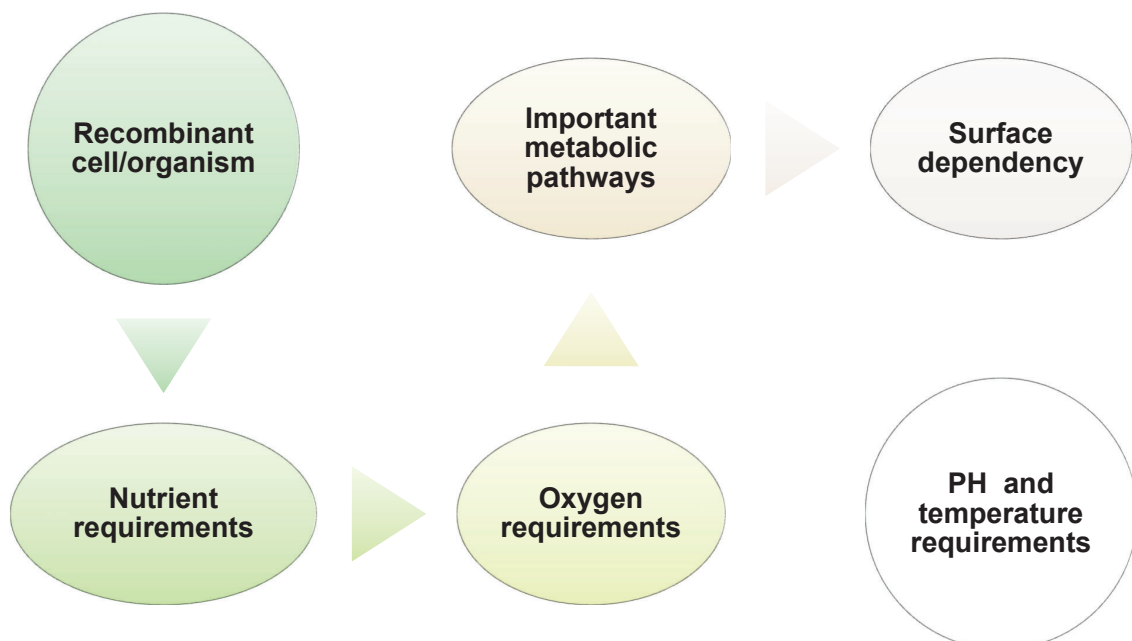 Recombinant
cell/organism
Nutrient
requirements
Oxygen
requirements
Important
metabolic
pathways
Surface
dependency
PH and
temperature
requirements